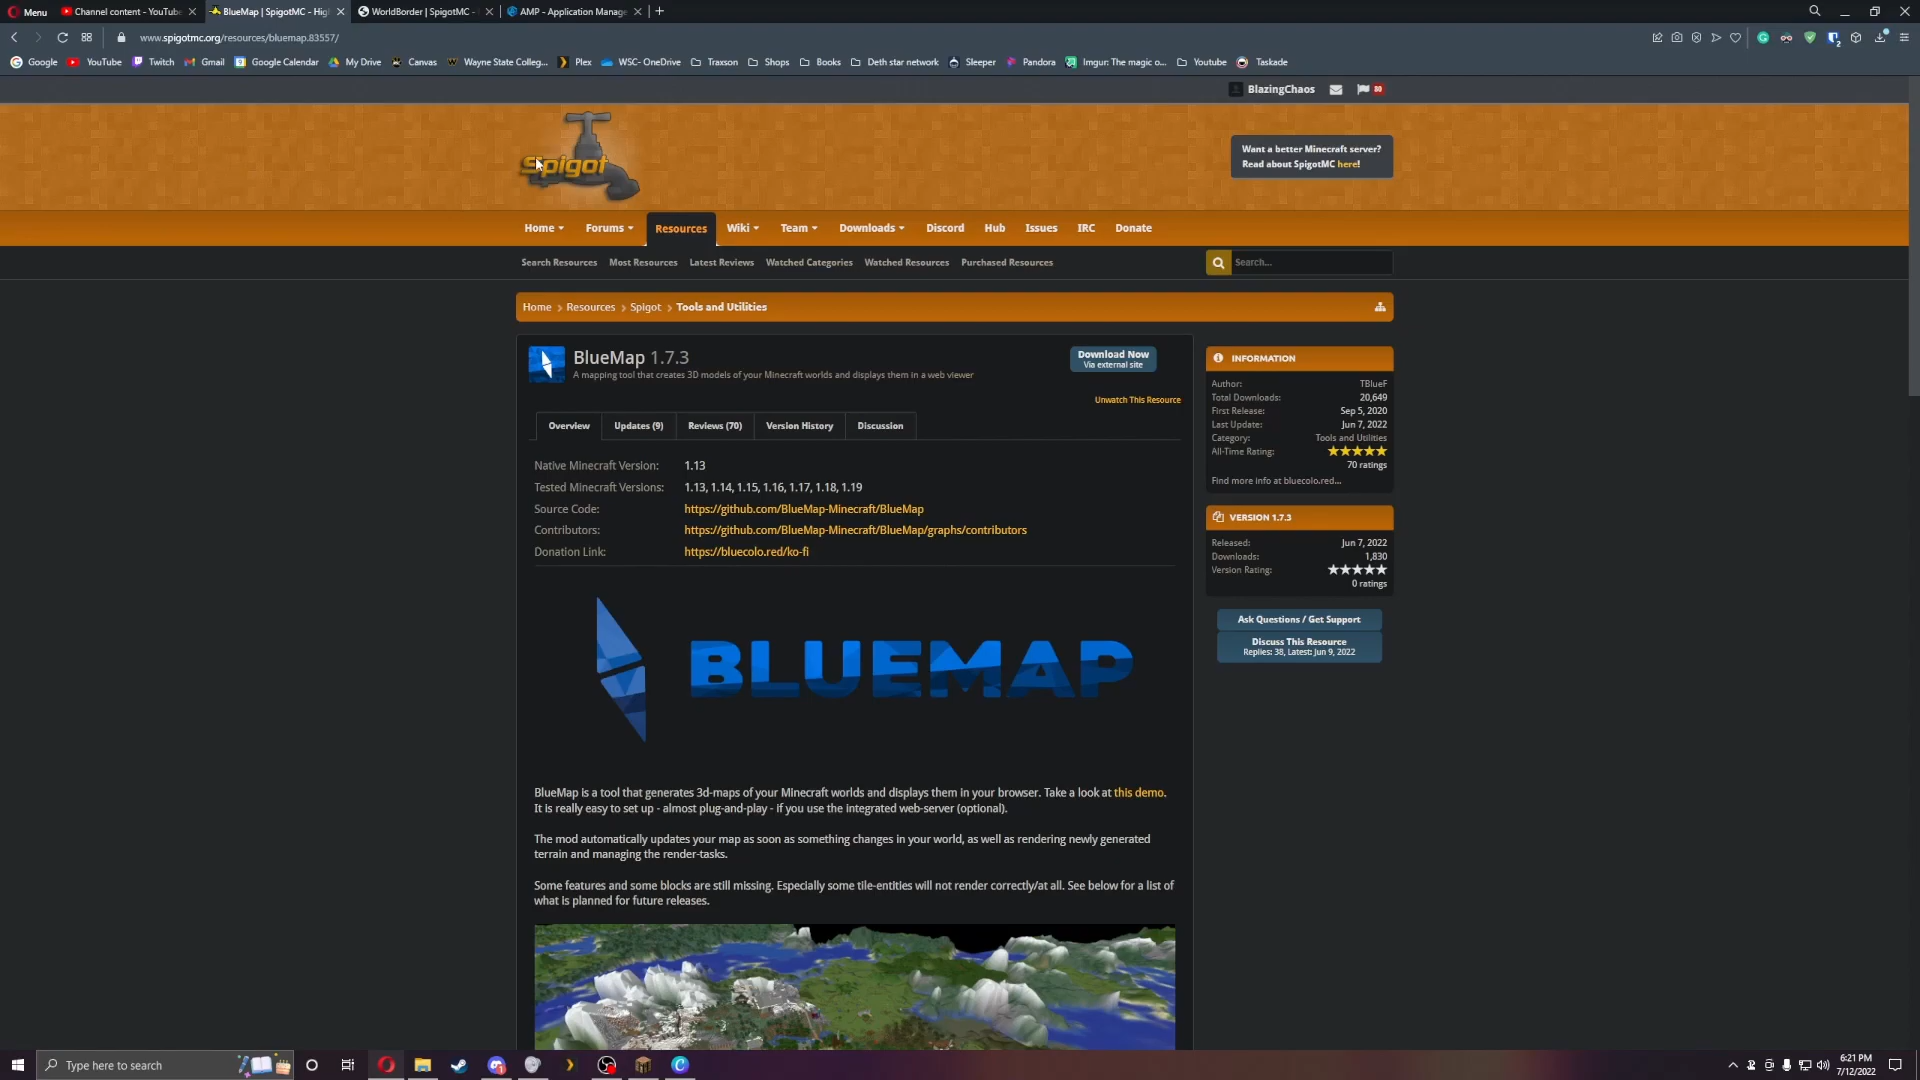 Menu
Channel content - YouTube
BlueMap | SpigotMC - High
WorldBorder | SpigotMC -
AMP - Application Manage
www.spigotmc.org/resources/bluemap.83557/
Google
YouTube
Twitch
Gmail
Google Calendar
My Drive
Canvas
Wayne State Colleg...
Plex
WSC- OneDrive
Traxson
Shops
Books
Deth star network
Sleeper
Pandora
Imgur: The magic o...
Youtube
Taskade
BlazingChaos
80
Spigot
Want a better Minecraft server?
Read about SpigotMC here!
Home
Forums
Resources
Wiki
Team
Downloads
Discord
Hub
Issues
IRC
Donate
Search Resources
Most Resources
Latest Reviews
Watched Categories
Watched Resources
Purchased Resources
Search...
Home
Resources
Spigot
Tools and Utilities
BlueMap 1.7.3
A mapping tool that creates 3D models of your Minecraft worlds and displays them in a web viewer
Download Now
Via external site
Unwatch This Resource
Overview
Updates (9)
Reviews (70)
Version History
Discussion
Native Minecraft Version: 1.13
Tested Minecraft Versions: 1.13, 1.14, 1.15, 1.16, 1.17, 1.18, 1.19
Source Code: https://github.com/BlueMap-Minecraft/BlueMap
Contributors: https://github.com/BlueMap-Minecraft/BlueMap/graphs/contributors
Donation Link: https://bluecolo.red/ko-fi
BLUEMAP
BlueMap is a tool that generates 3d-maps of your Minecraft worlds and displays them in your browser. Take a look at this demo.
It is really easy to set up - almost plug-and-play - if you use the integrated web-server (optional).
The mod automatically updates your map as soon as something changes in your world, as well as rendering newly generated
terrain and managing the render-tasks.
Some features and some blocks are still missing. Especially some tile-entities will not render correctly/at all. See below for a list of
what is planned for future releases.
INFORMATION
Author: TBlueF
Total Downloads: 20,649
First Release: Sep 5, 2020
Last Update: Jun 7, 2022
Category: Tools and Utilities
All-Time Rating:
70 ratings
Find more info at bluecolo.red...
VERSION 1.7.3
Released: Jun 7, 2022
Downloads: 1,830
Version Rating:
0 ratings
Ask Questions / Get Support
Discuss This Resource
Replies: 38, Latest: Jun 9, 2022
Type here to search
6:21 PM
7/12/2022